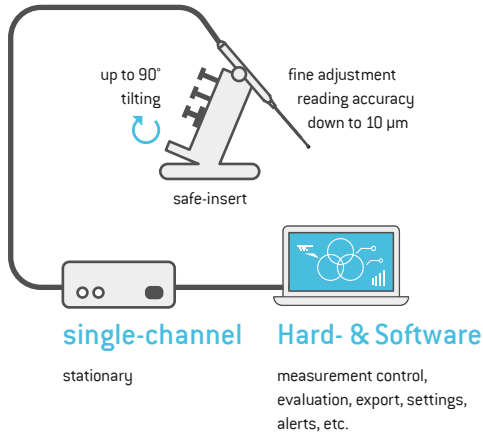 up to 90°
tilting
fine adjustment
reading accuracy
down to 10 µm
safe-insert
single-channel
stationary
Hard- & Software
measurement control,
evaluation, export, settings,
alerts, etc.